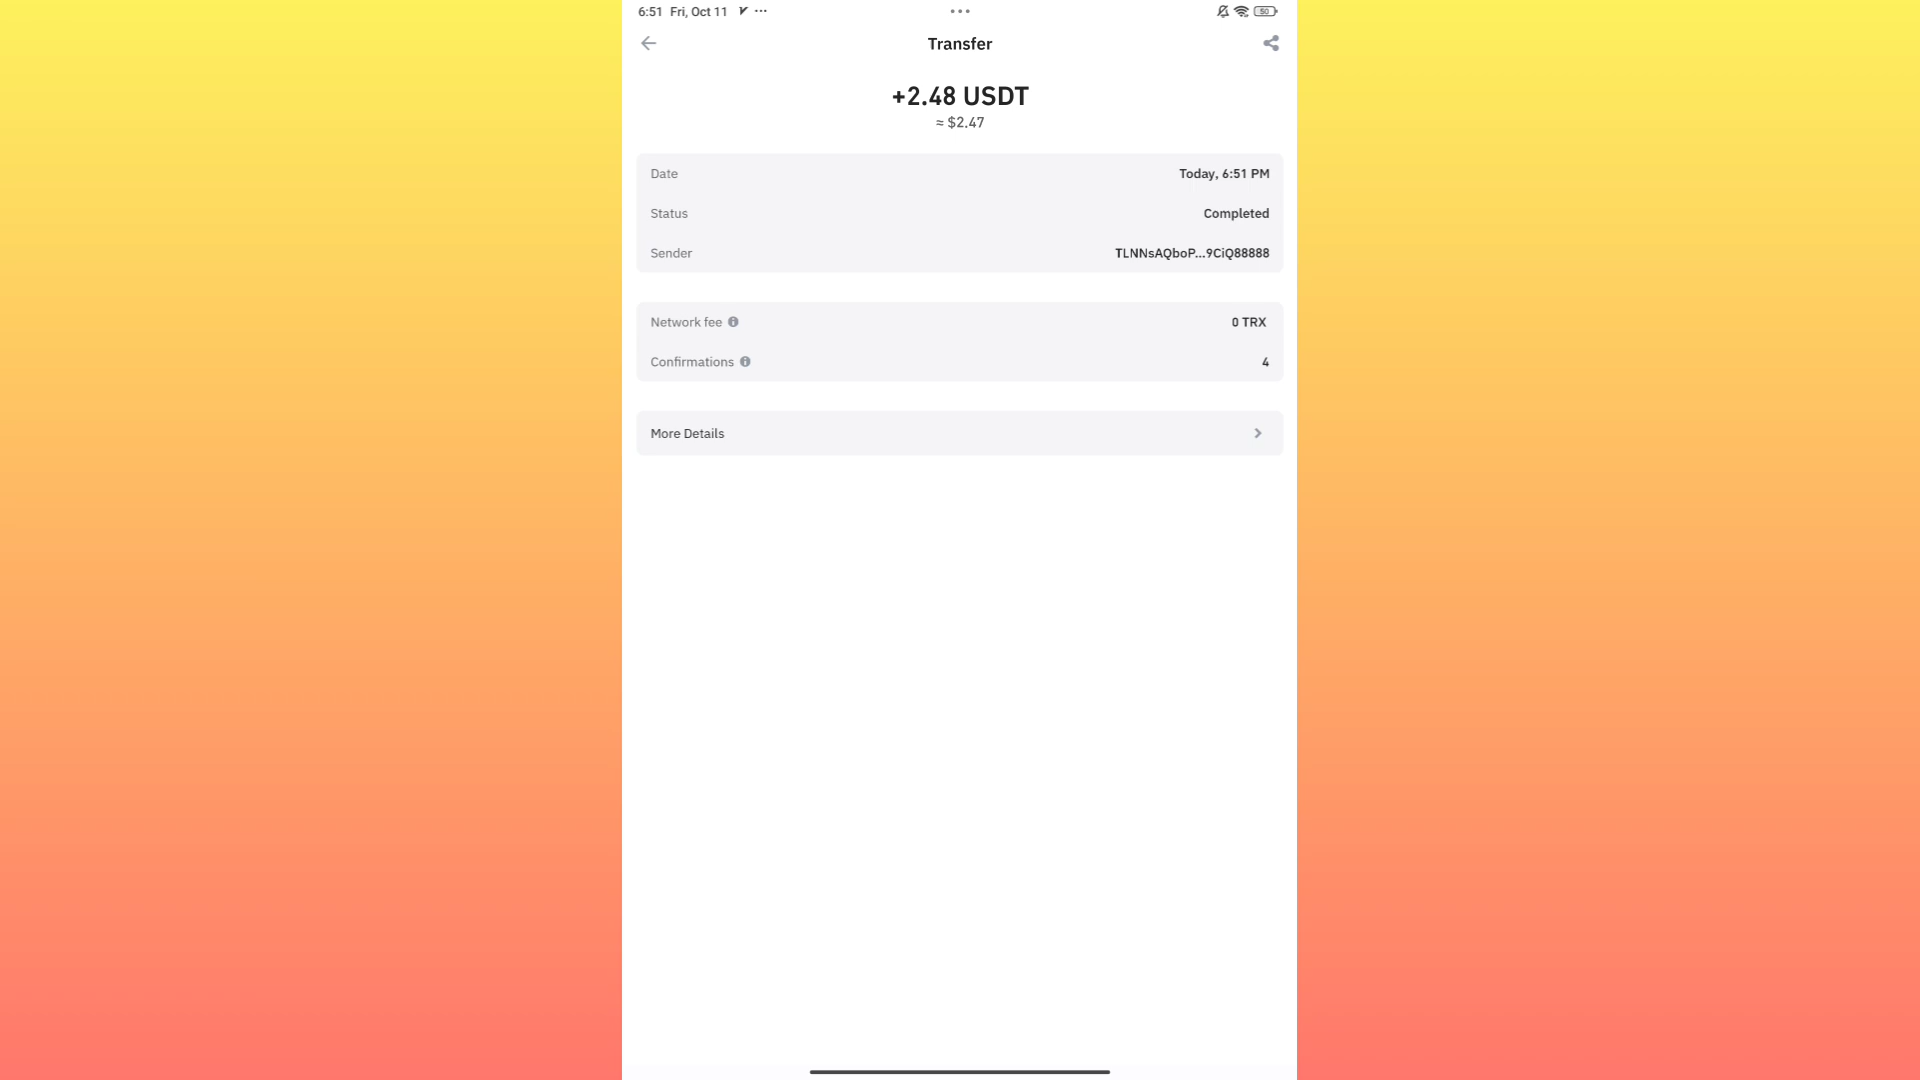 6:51 Fri, Oct 11
50
Transfer
+2.48 USDT
≈ $2.47
Date Today, 6:51 PM
Status Completed
Sender TLNNsAQboP...9CiQ88888
Network fee 0 TRX
Confirmations 4
More Details